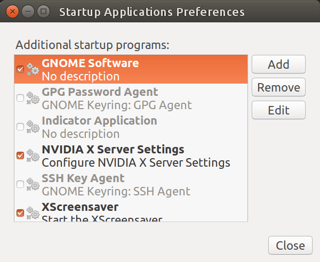 Startup Applications Preferences
Additional startup programs:
GNOME Software
No description
GPG Password Agent
GNOME Keyring: GPG Agent
Indicator Application
No description
NVIDIA X Server Settings
Configure NVIDIA X Server Settings
SSH Key Agent
GNOME Keyring: SSH Agent
XScreensaver
Start the XScreensaver
Add
Remove
Edit
Close